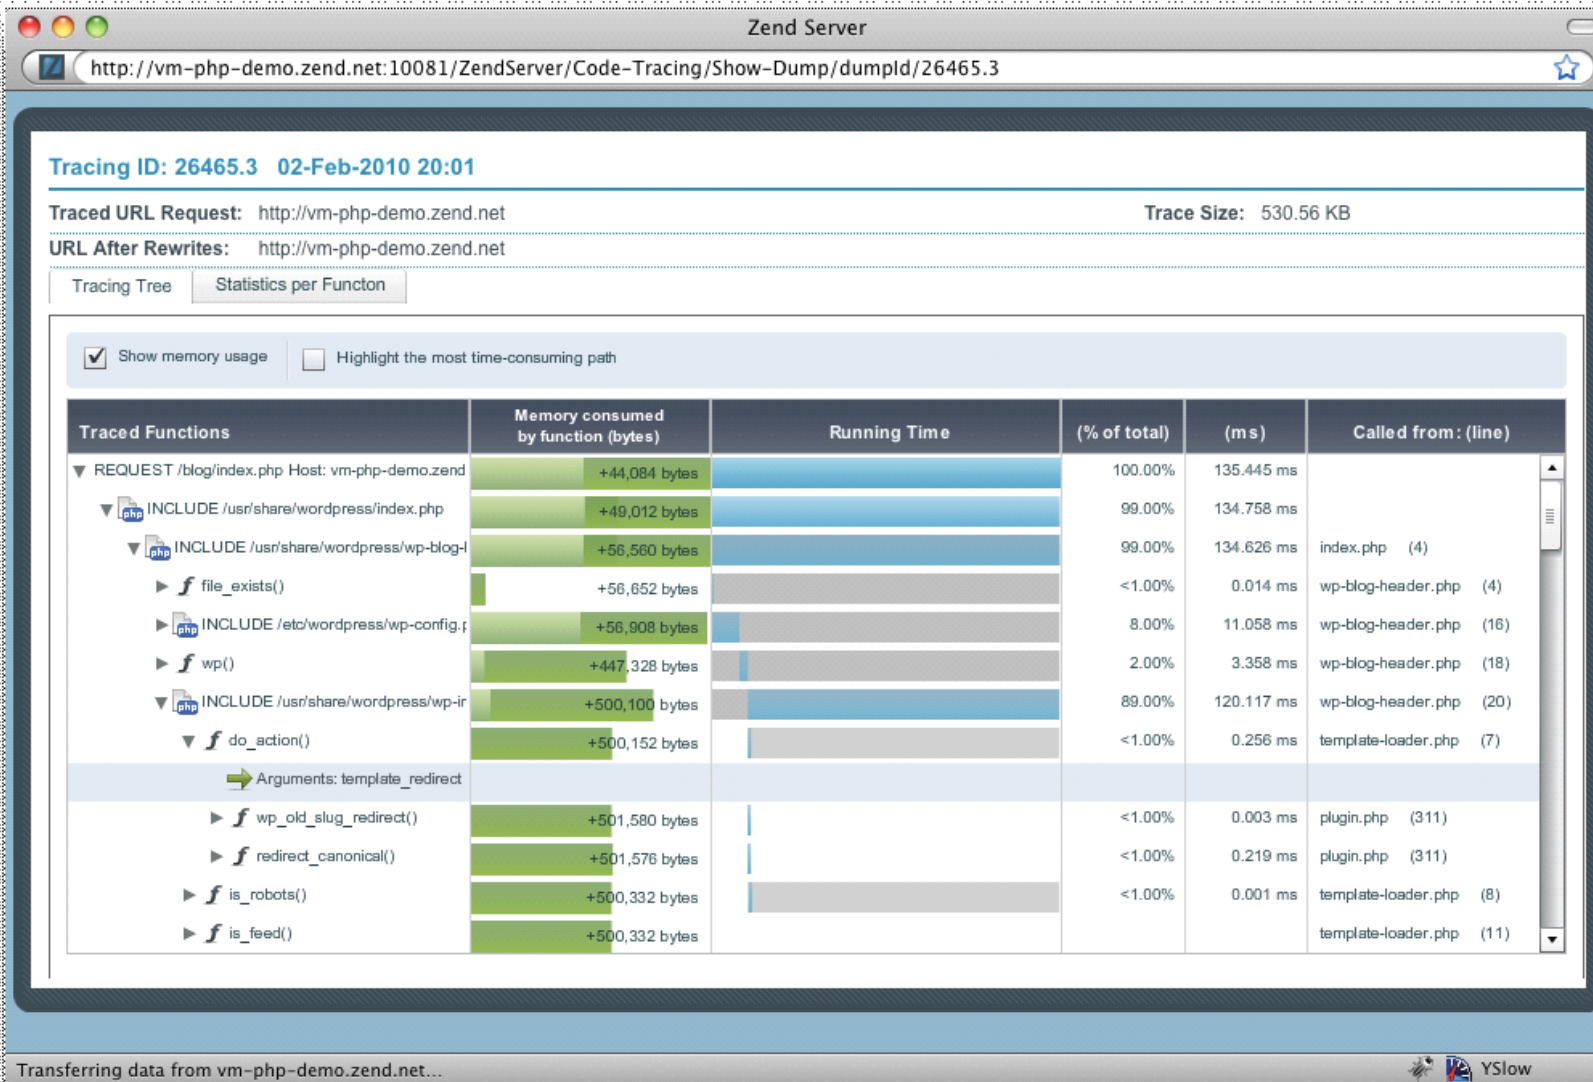 Zend Server
http://vm-php-demo.zend.net:10081/ZendServer/Code-Tracing/Show-Dump/dumpId/26465.3
Tracing ID: 26465.3 02-Feb-2010 20:01
Traced URL Request: http://vm-php-demo.zend.net Trace Size: 530.56 KB
URL After Rewrites: http://vm-php-demo.zend.net
Tracing Tree Statistics per Functon
Show memory usage Highlight the most time-consuming path
Traced Functions Memory consumed by function (bytes) Running Time (% of total) (ms) Called from: (line)
REQUEST /blog/index.php Host: vm-php-demo.zend +44,084 bytes 100.00% 135.445 ms
php INCLUDE /usr/share/wordpress/index.php +49,012 bytes 99.00% 134.758 ms
php INCLUDE /usr/share/wordpress/wp-blog-l +56,560 bytes 99.00% 134.626 ms index.php (4)
f file_exists() +56,652 bytes <1.00% 0.014 ms wp-blog-header.php (4)
php INCLUDE /etc/wordpress/wp-config.p +56,908 bytes 8.00% 11.058 ms wp-blog-header.php (16)
f wp() +447,328 bytes 2.00% 3.358 ms wp-blog-header.php (18)
php INCLUDE /usr/share/wordpress/wp-ir +500,100 bytes 89.00% 120.117 ms wp-blog-header.php (20)
f do_action() +500,152 bytes <1.00% 0.256 ms template-loader.php (7)
Arguments: template_redirect
f wp_old_slug_redirect() +501,580 bytes <1.00% 0.003 ms plugin.php (311)
f redirect_canonical() +501,576 bytes <1.00% 0.219 ms plugin.php (311)
f is_robots() +500,332 bytes <1.00% 0.001 ms template-loader.php (8)
f is_feed() +500,332 bytes template-loader.php (11)
Transferring data from vm-php-demo.zend.net... YSlow